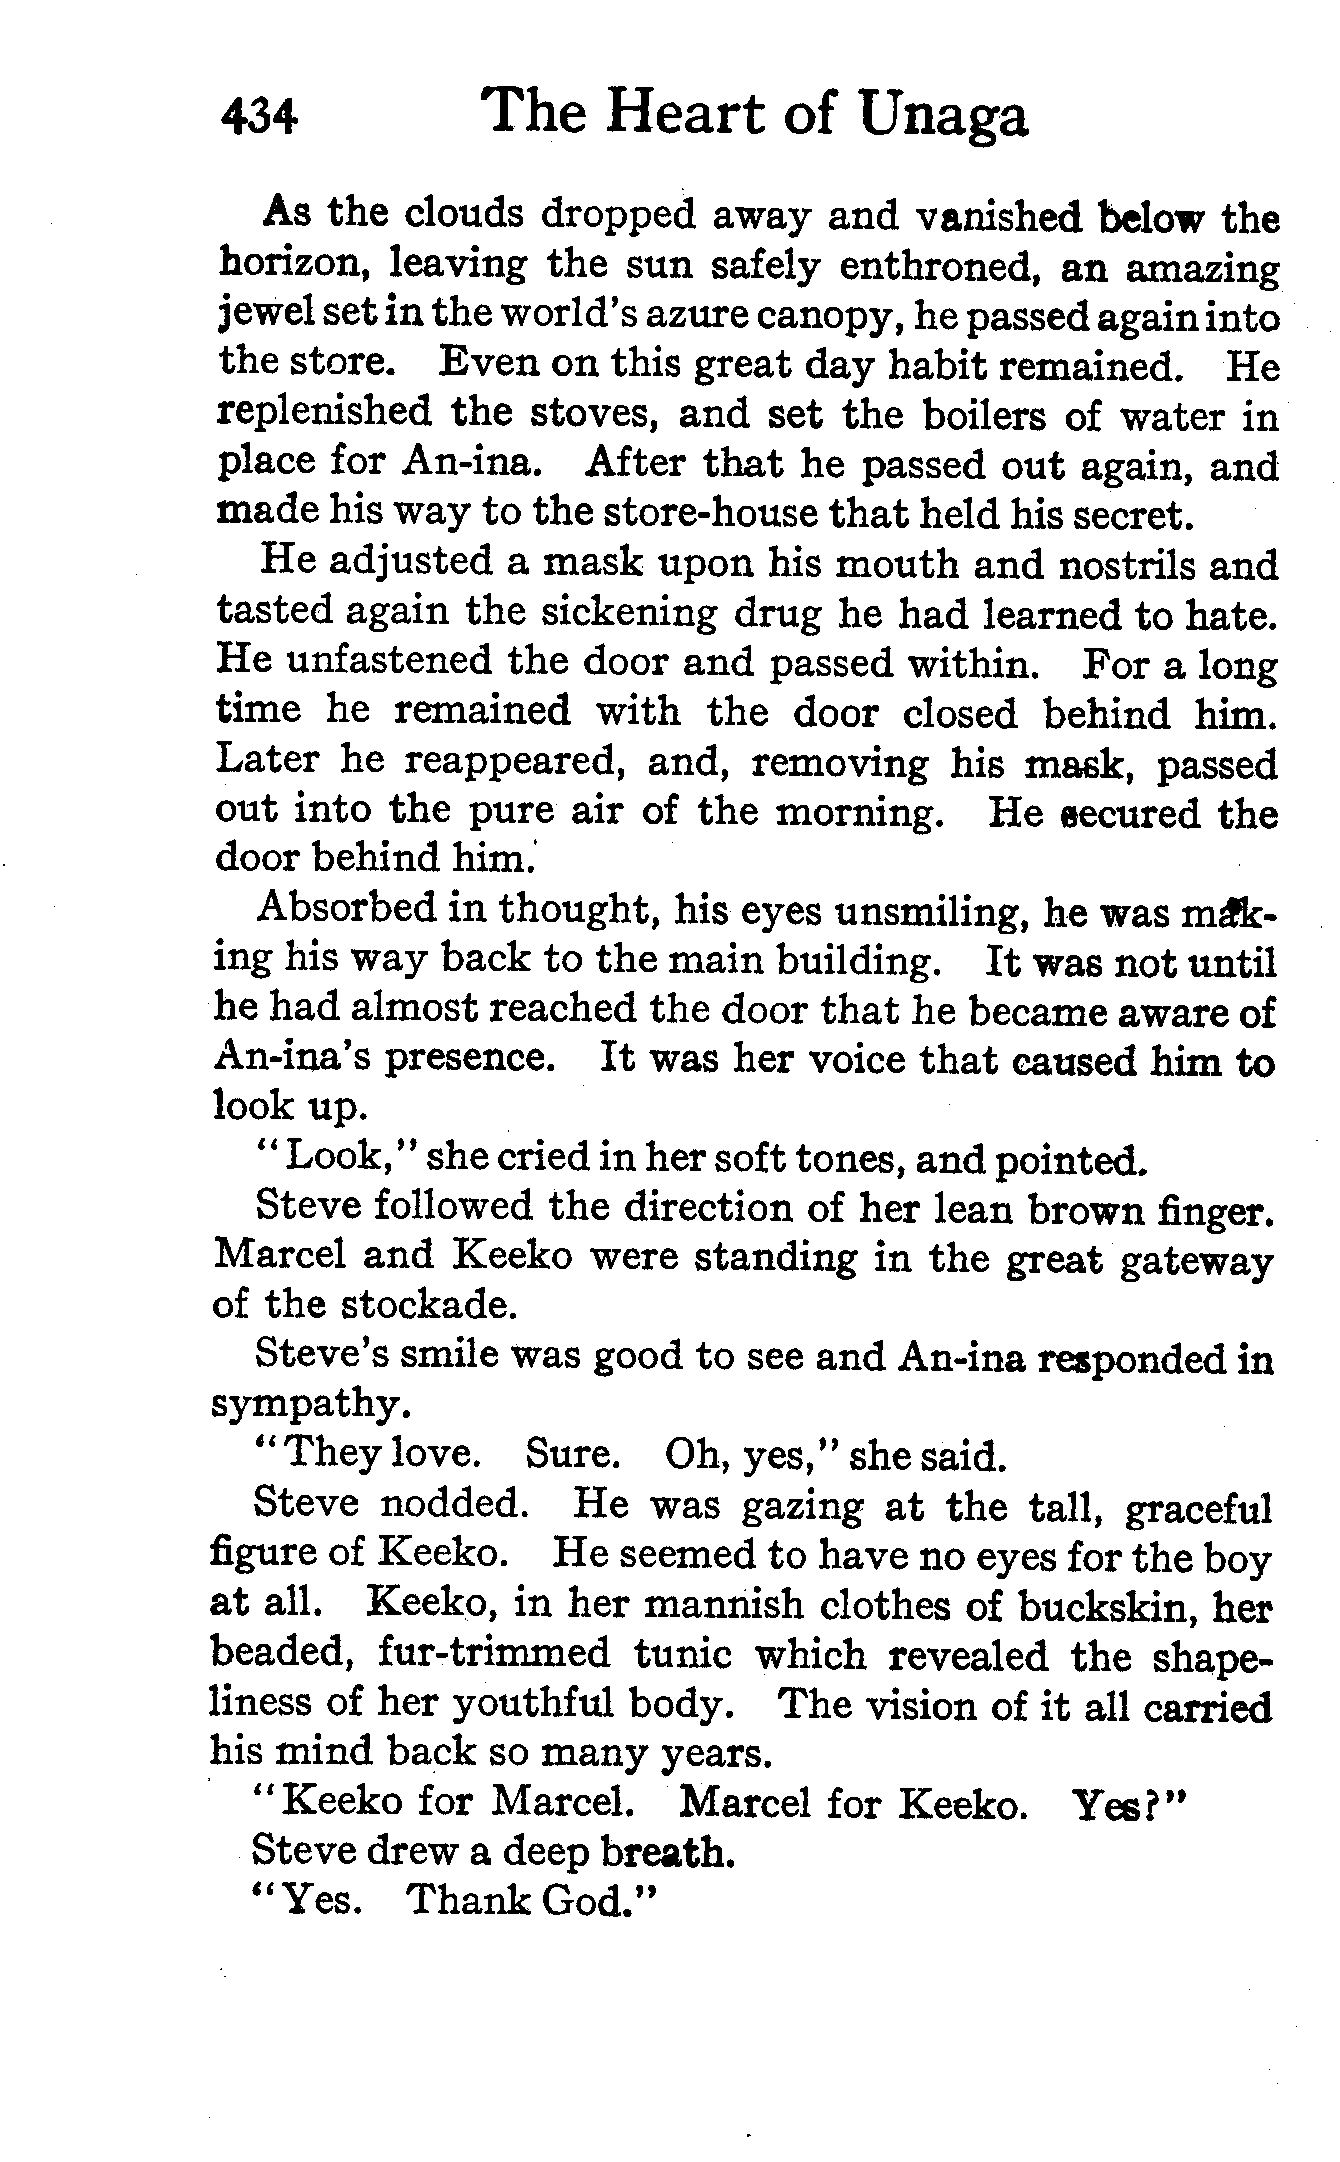 434 The Heart of Unaga
As the clouds dropped away and vanished below the
horizon, leaving the sun safely enthroned, an amazing
jewel set in the world's azure canopy, he passed again into
the store. Even on this great day habit remained. He
replenished the stoves, and set the boilers of water in
place for An-ina. After that he passed out again, and
made his way to the store-house that held his secret.
He adjusted a mask upon his mouth and nostrils and
tasted again the sickening drug he had learned to hate.
He unfastened the door and passed within. For a long
time he remained with the door closed behind him.
Later he reappeared, and, removing his mask, passed
out into the pure air of the morning. He secured the
door behind him.
Absorbed in thought, his eyes unsmiling, he was mak-
ing his way back to the main building. It was not until
he had almost reached the door that he became aware of
An-ina's presence. It was her voice that caused him to
look up.
"Look," she cried in her soft tones, and pointed.
Steve followed the direction of her lean brown finger.
Marcel and Keeko were standing in the great gateway
of the stockade.
Steve's smile was good to see and An-ina responded in
sympathy.
"They love. Sure. Oh, yes," she said.
Steve nodded. He was gazing at the tall, graceful
figure of Keeko. He seemed to have no eyes for the boy
at all. Keeko, in her mannish clothes of buckskin, her
beaded, fur-trimmed tunic which revealed the shape-
liness of her youthful body. The vision of it all carried
his mind back so many years.
"Keeko for Marcel. Marcel for Keeko. Yes?"
Steve drew a deep breath.
"Yes. Thank God."